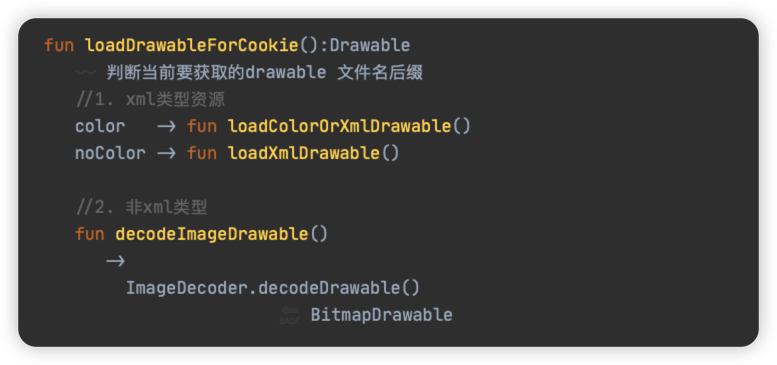 fun loadDrawableForCookie():Drawable
判断当前要获取的drawable 文件名后缀
//1. xml类型资源
color -> fun loadColorOrXmlDrawable()
noColor -> fun loadXmlDrawable()
//2. 非xml类型
fun decodeImageDrawable()
->
ImageDecoder.decodeDrawable()
BitmapDrawable